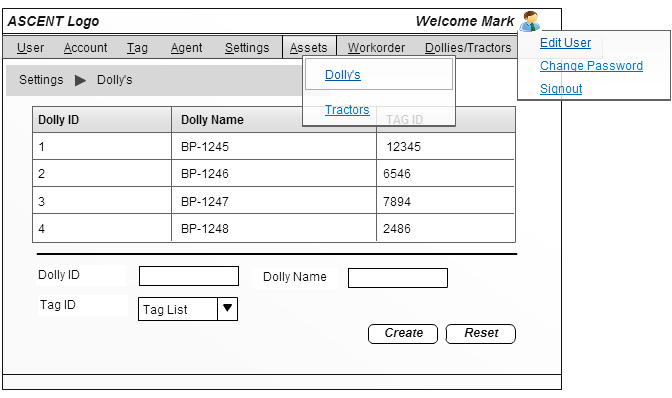 ASCENT Logo Welcome Mark
User Account Tag Agent Settings Assets Workorder Dollies/Tractors
Edit User
Change Password
Signout
Dolly's
Tractors
Settings Dolly's
Dolly ID Dolly Name TAG ID
1 BP-1245 12345
2 BP-1246 6546
3 BP-1247 7894
4 BP-1248 2486
Dolly ID Dolly Name
Tag ID Tag List
Create Reset